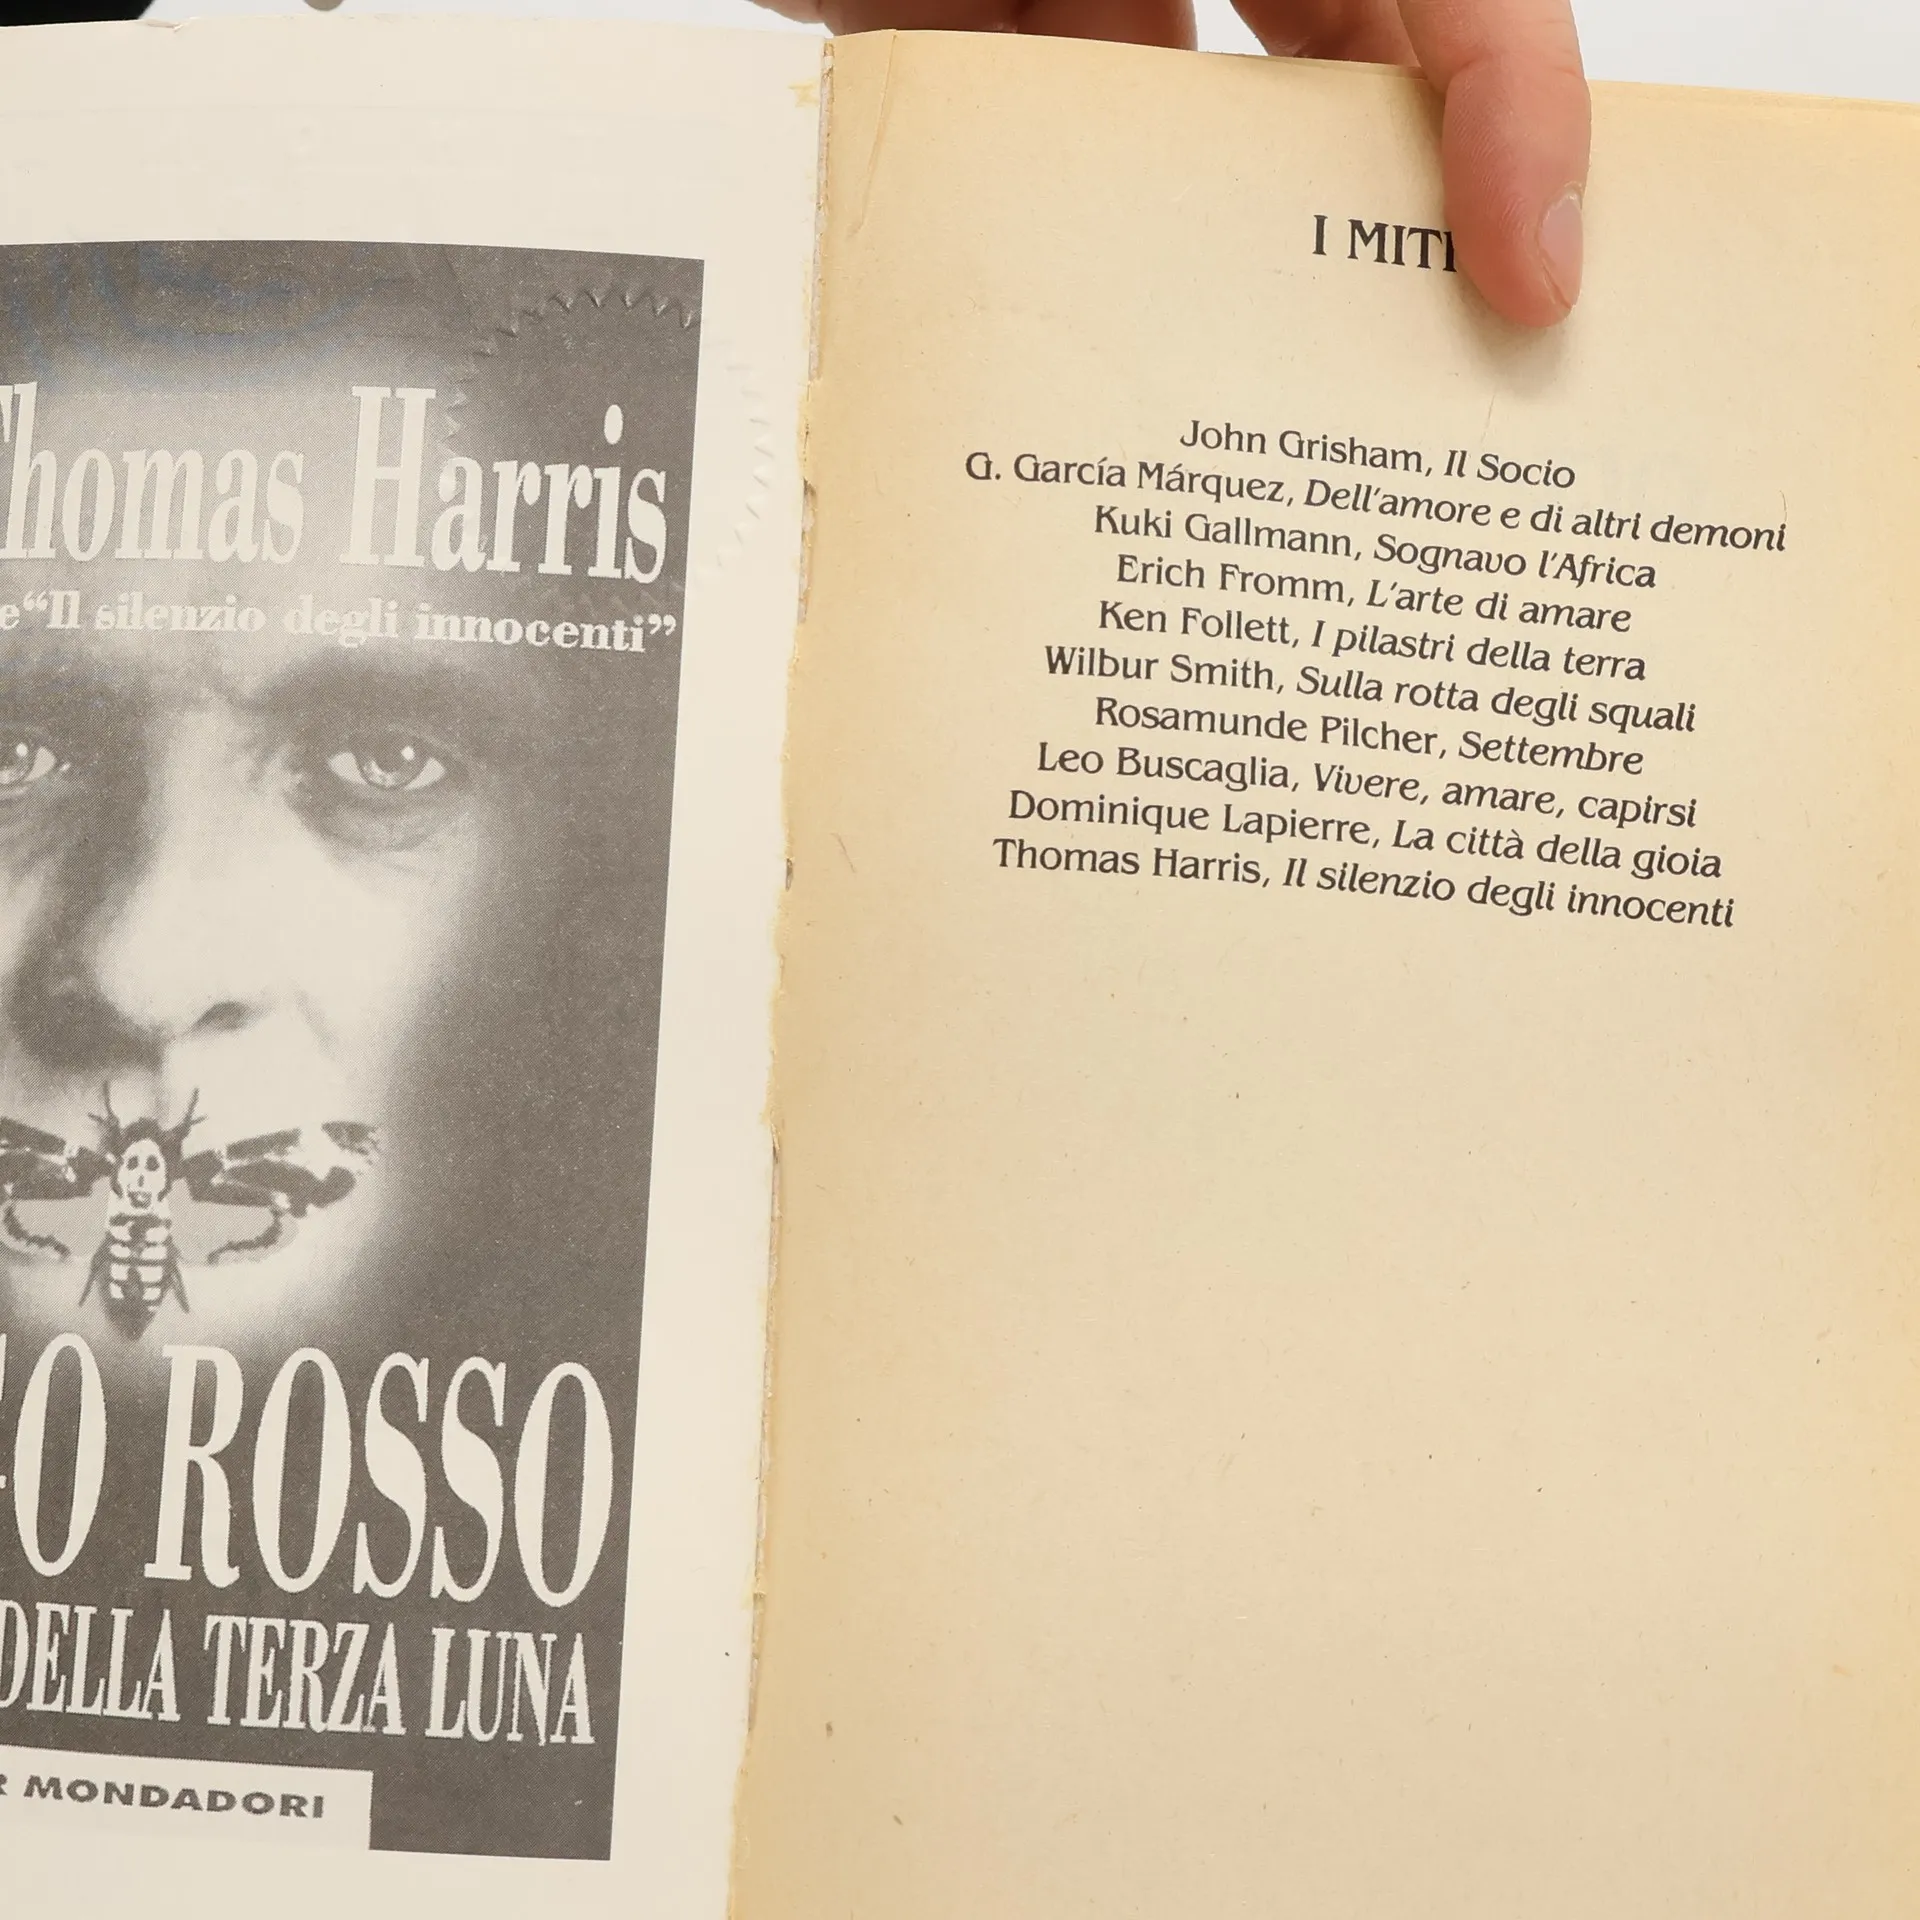 Thomas Harris
e "Il silenzio degli innocenti"
O ROSSO
DELLA TERZA LUNA
R MONDADORI
I MITI
John Grisham, Il Socio
G. García Márquez, Dell'amore e di altri demoni
Kuki Gallmann, Sognavo l'Africa
Erich Fromm, L'arte di amare
Ken Follett, I pilastri della terra
Wilbur Smith, Sulla rotta degli squali
Rosamunde Pilcher, Settembre
Leo Buscaglia, Vivere, amare, capirsi
Dominique Lapierre, La città della gioia
Thomas Harris, Il silenzio degli innocenti